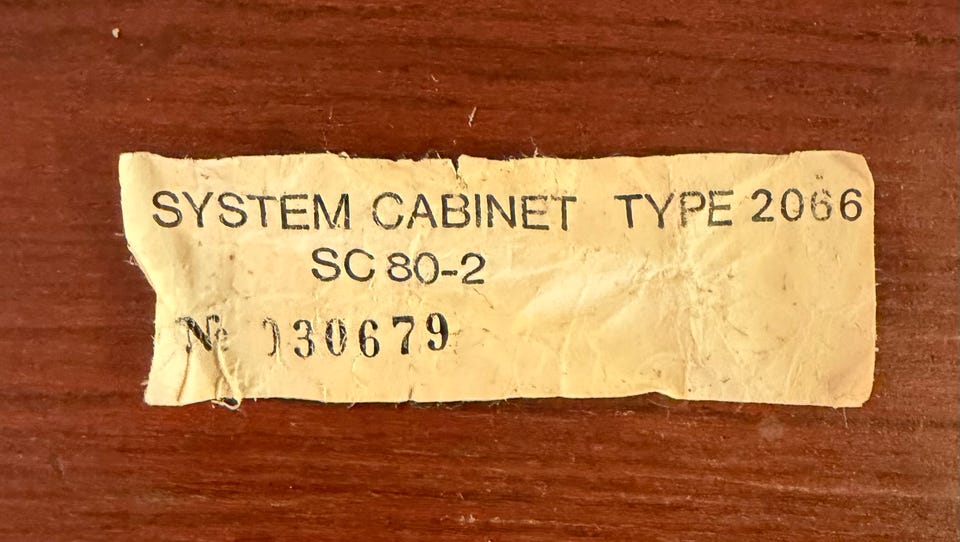 SYSTEM CABINET TYPE 2066
SC 80-2
№ 030679